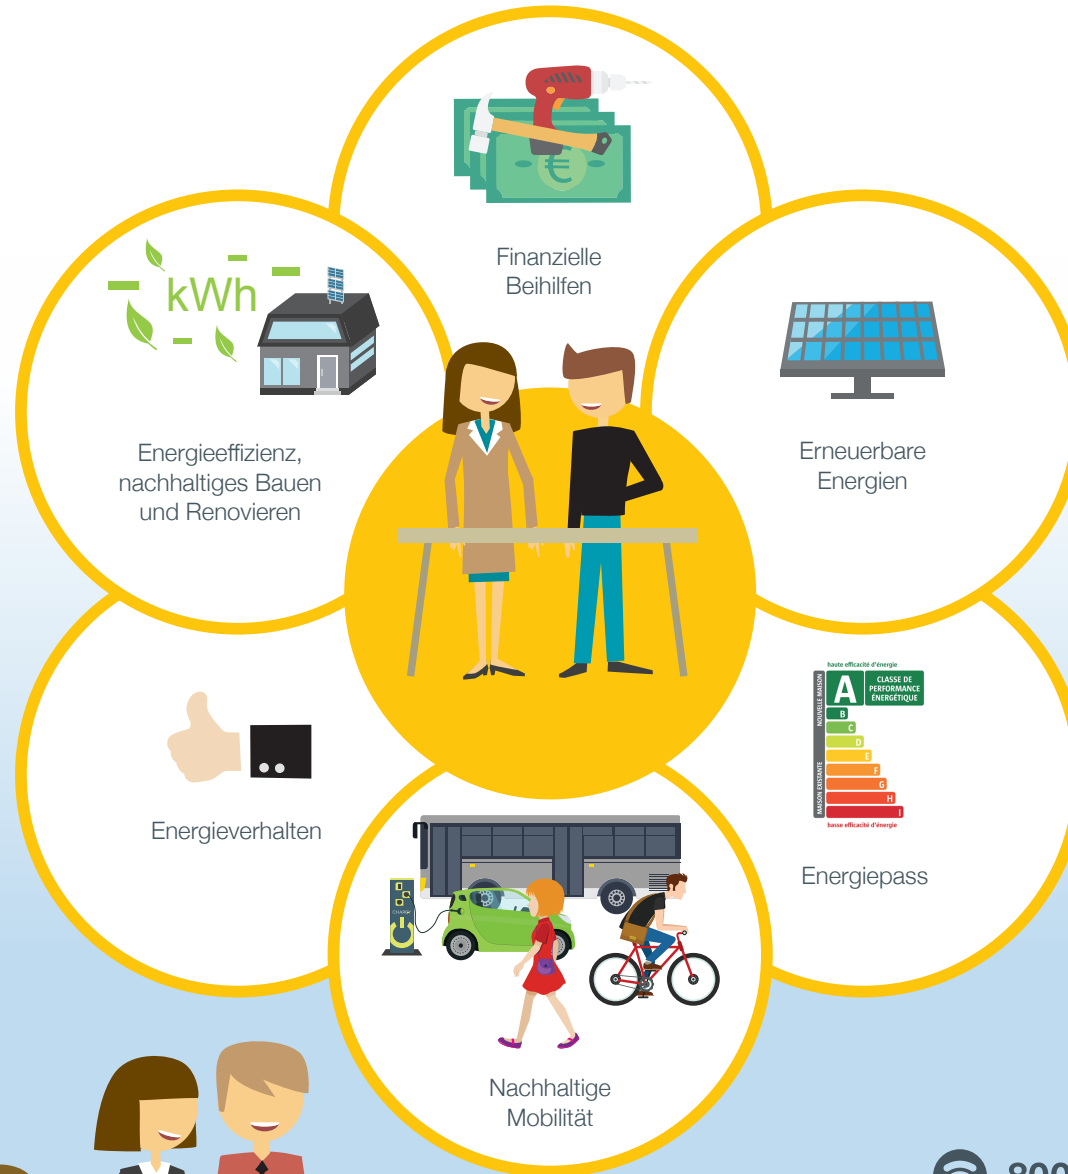 Finanzielle
Beihilfen
kWh
Energieeffizienz,
nachhaltiges Bauen
und Renovieren
Erneuerbare
Energien
Energieverhalten
haute efficacité d'énergie
NOUVELLE MAISON
MAISON EXISTANTE
A
CLASSE DE
PERFORMANCE
ÉNERGÉTIQUE
B
C
D
E
F
G
H
I
basse efficacité d'énergie
Energiepass
Nachhaltige
Mobilität
800